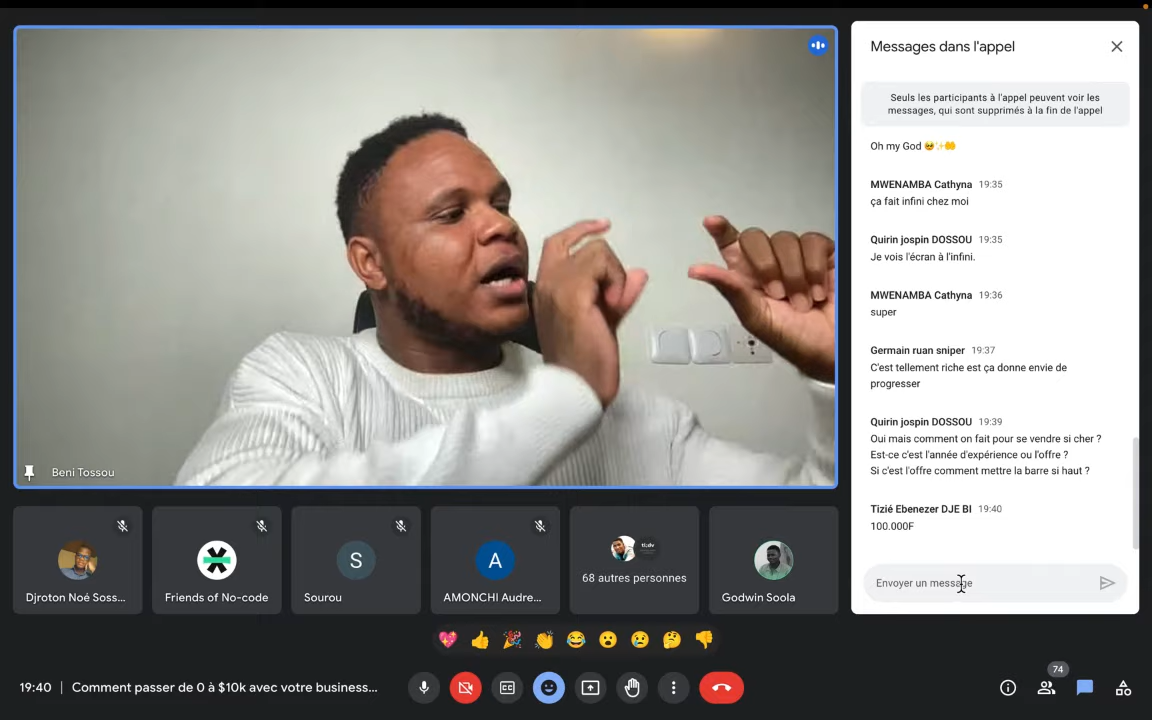 Messages dans l'appel
Seuls les participants à l'appel peuvent voir les
messages, qui sont supprimés à la fin de l'appel
Oh my God 🥹✨🤲
MWENAMBA Cathyna 19:35
ça fait infini chez moi
Quirin jospin DOSSOU 19:35
Je vois l'écran à l'infini.
MWENAMBA Cathyna 19:36
super
Germain ruan sniper 19:37
C'est tellement riche est ça donne envie de
progresser
Quirin jospin DOSSOU 19:39
Oui mais comment on fait pour se vendre si cher ?
Est-ce c'est l'année d'expérience ou l'offre ?
Si c'est l'offre comment mettre la barre si haut ?
Tizié Ebenezer DJE BI 19:40
100.000F
Envoyer un message
Beni Tossou
Djroton Noé Soss...
Friends of No-code
S
Sourou
A
AMONCHI Audre...
68 autres personnes
Godwin Soola
19:40 | Comment passer de 0 à $10k avec votre business...
74